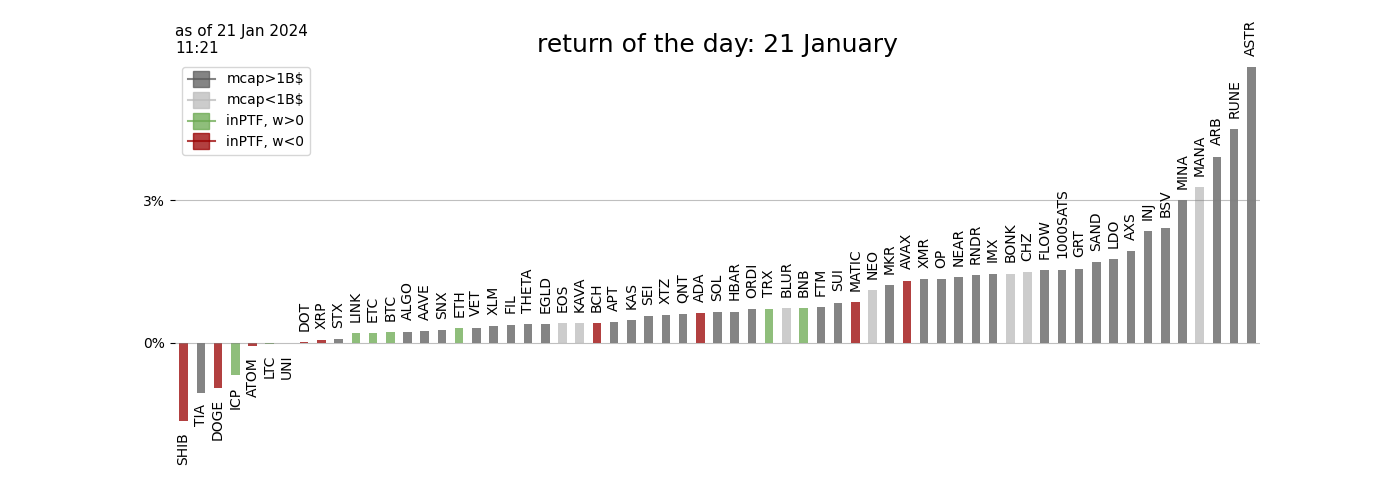 as of 21 Jan 2024
11:21
return of the day: 21 January
mcap>1B$
mcap<1B$
inPTF, w>0
inPTF, w<0
3%
0%
SHIB
TIA
DOGE
ICP
ATOM
LTC
UNI
DOT
XRP
STX
LINK
ETC
BTC
ALGO
AAVE
SNX
ETH
VET
XLM
FIL
THETA
EGLD
EOS
KAVA
BCH
APT
KAS
SEI
XTZ
QNT
ADA
SOL
HBAR
ORDI
TRX
BLUR
BNB
FTM
SUI
MATIC
NEO
MKR
AVAX
XMR
OP
NEAR
RNDR
IMX
BONK
CHZ
FLOW
1000SATS
GRT
SAND
LDO
AXS
INJ
BSV
MINA
MANA
ARB
RUNE
ASTR